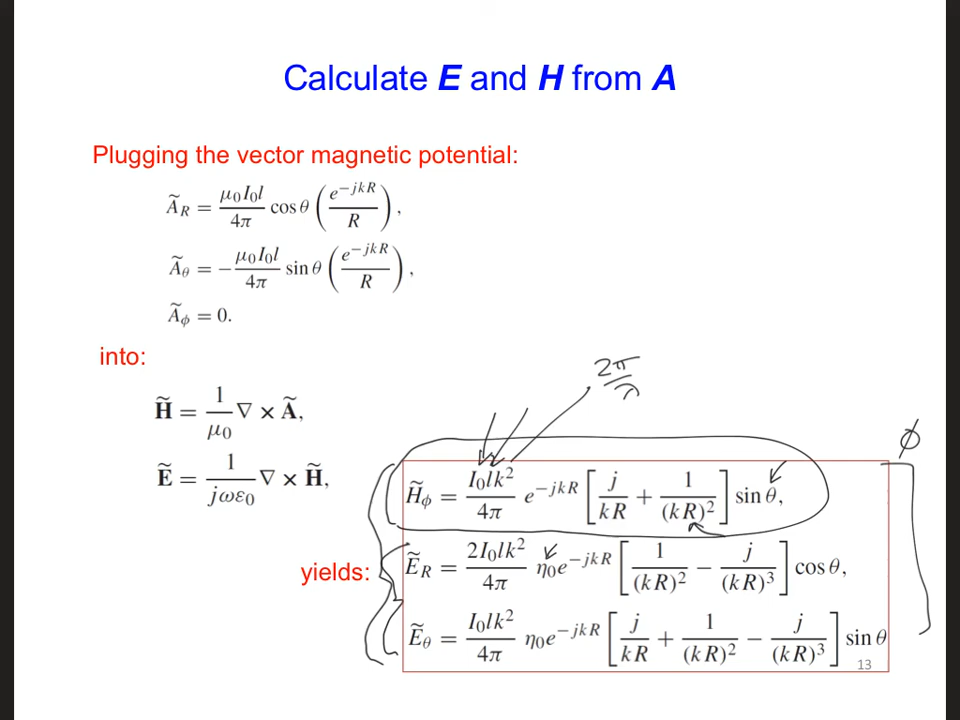 Calculate E and H from A
Plugging the vector magnetic potential:
Ã_R = μ₀I₀l / 4π cos θ (e^{−jkR} / R),
Ã_θ = −μ₀I₀l / 4π sin θ (e^{−jkR} / R),
Ã_ϕ = 0.
into:
2π / λ
H̃ = 1/μ₀ ∇ × Ã,
ϕ
Ẽ = 1/jωε₀ ∇ × H̃,
H̃_ϕ = I₀lk² / 4π e^{−jkR} [j/kR + 1/(kR)²] sin θ,
yields:
Ẽ_R = 2I₀lk² / 4π η₀e^{−jkR} [1/(kR)² − j/(kR)³] cos θ,
Ẽ_θ = I₀lk² / 4π η₀e^{−jkR} [j/kR + 1/(kR)² − j/(kR)³] sin θ
13